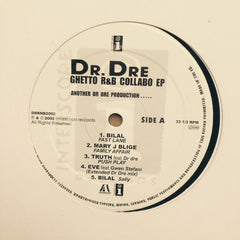 DR. DRE
GHETTO R&B COLLABO EP
ANOTHER DR DRE PRODUCTION .....
INTERSCOPE
SIDE A
33 1/3 RPM
1. BILAL
FAST LANE
2. MARY J BLIGE
FAMILY AFFAIR
3. TRUTH feat Dr dre
PUSH PLAY
4. EVE feat Gwen Stefani
(Extended Dr Dre mix)
5. BILAL Sally